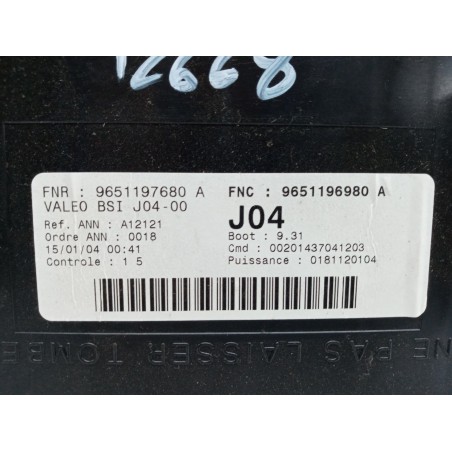 FNR : 9651197680 A FNC : 9651196980 A
VALEO BSI J04-00 J04
Ref. ANN : A12121
Ordre ANN : 0018 Boot : 9.31
15/01/04 00:41 Cmd : 00201437041203
Controle : 1 5 Puissance : 0181120104
NE PAS LAISSER TOMBE